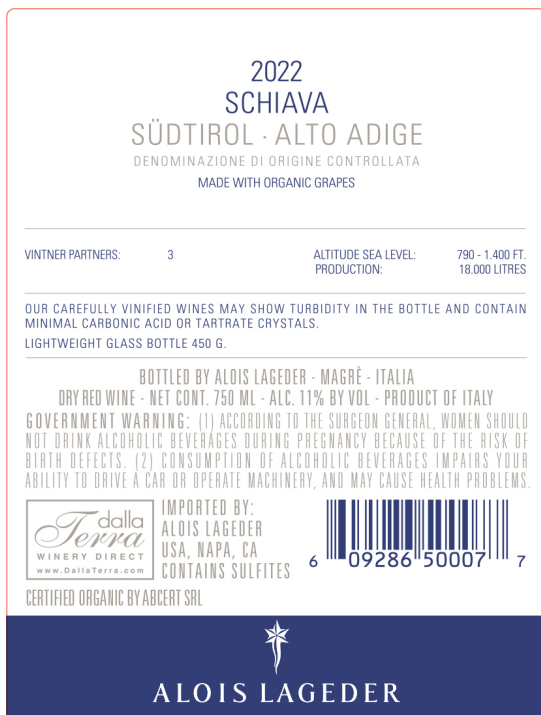 2022
SCHIAVA
SÜDTIROL · ALTO ADIGE
DENOMINAZIONE DI ORIGINE CONTROLLATA
MADE WITH ORGANIC GRAPES
VINTNER PARTNERS: 3 ALTITUDE SEA LEVEL: 790 - 1.400 FT.
PRODUCTION: 18.000 LITRES
OUR CAREFULLY VINIFIED WINES MAY SHOW TURBIDITY IN THE BOTTLE AND CONTAIN
MINIMAL CARBONIC ACID OR TARTRATE CRYSTALS.
LIGHTWEIGHT GLASS BOTTLE 450 G.
BOTTLED BY ALOIS LAGEDER - MAGRÈ - ITALIA
DRY RED WINE - NET CONT. 750 ML - ALC. 11% BY VOL - PRODUCT OF ITALY
GOVERNMENT WARNING: (1) ACCORDING TO THE SURGEON GENERAL, WOMEN SHOULD
NOT DRINK ALCOHOLIC BEVERAGES DURING PREGNANCY BECAUSE OF THE RISK OF
BIRTH DEFECTS. (2) CONSUMPTION OF ALCOHOLIC BEVERAGES IMPAIRS YOUR
ABILITY TO DRIVE A CAR OR OPERATE MACHINERY, AND MAY CAUSE HEALTH PROBLEMS.
dalla
Terra
WINERY DIRECT
www.DallaTerra.com
IMPORTED BY:
ALOIS LAGEDER
USA, NAPA, CA
CONTAINS SULFITES
6 09286 50007 7
CERTIFIED ORGANIC BY ABCERT SRL
ALOIS LAGEDER